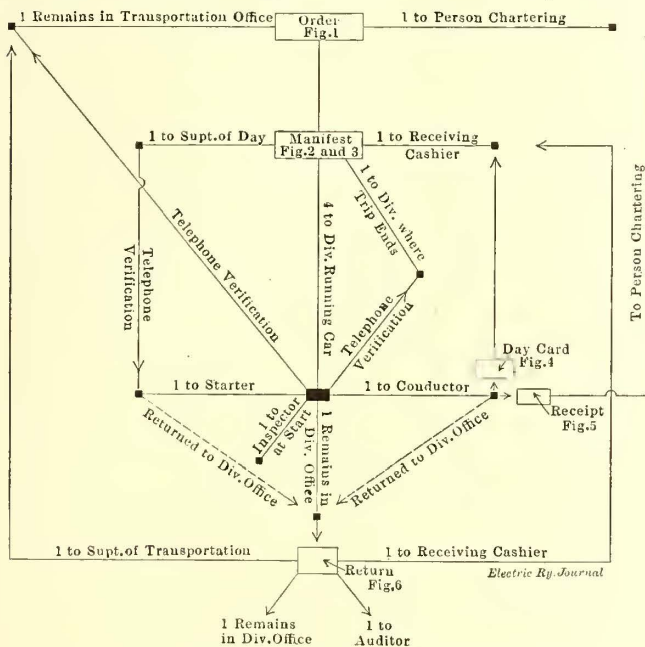 1 Remains in Transportation Office
Order
Fig.1
1 to Person Chartering
1 to Supt.of Day
Manifest
Fig.2 and 3
1 to Receiving
Cashier
1 to Div. where
Trip Ends
Telephone Verification
Telephone
Verification
4 to Div.Running Car
Telephone
Verification
To Person Chartering
Day Card
Fig.4
1 to Starter
1 to Conductor
Receipt
Fig.5
1 to
Inspector
at Start
1 Remains in
Div. Office
Returned to Div.Office
Returned to Div.Office
1 to Supt.of Transportation
1 to Receiving Cashier
Return
Fig.6
Electric Ry.Journal
1 Remains
in Div.Office
1 to
Auditor